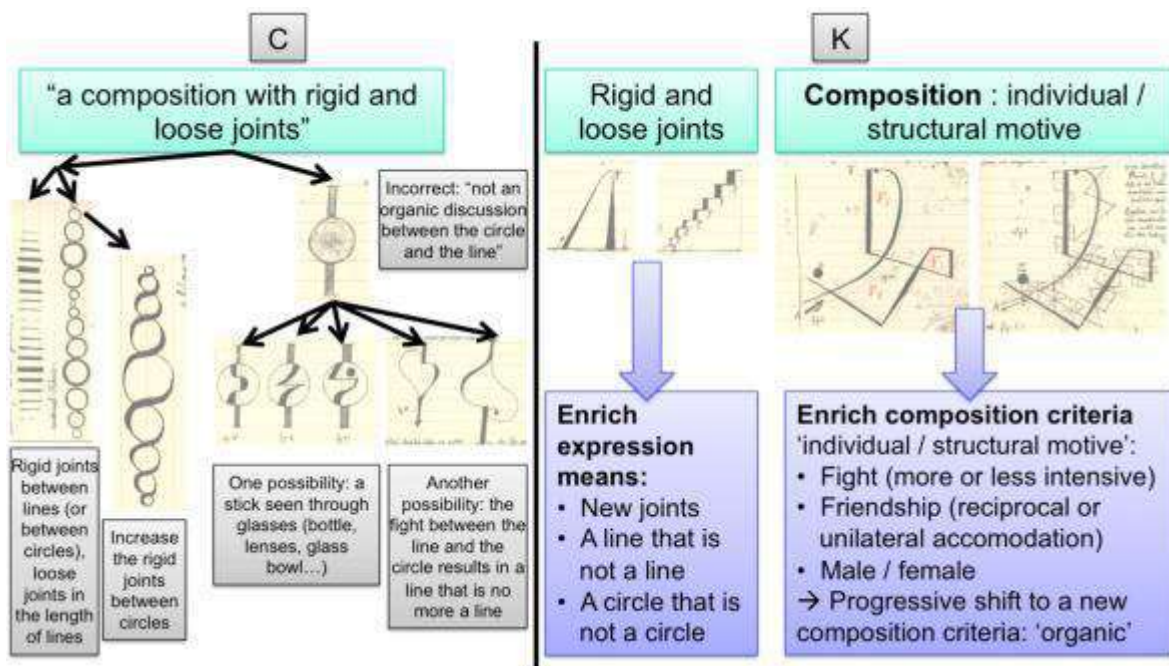 C
"a composition with rigid and
loose joints"
Incorrect: "not an
organic discussion
between the circle
and the line"
Rigid joints
between
lines (or
between
circles),
loose
joints in
the length
of lines
Increase
the rigid
joints
between
circles
One possibility: a
stick seen through
glasses (bottle,
lenses, glass
bowl...)
Another
possibility: the
fight between the
line and the
circle results in a
line that is no
more a line
K
Rigid and
loose joints
Composition : individual /
structural motive
Enrich
expression
means:
• New joints
• A line that is
not a line
• A circle that is
not a circle
Enrich composition criteria
'individual / structural motive':
• Fight (more or less intensive)
• Friendship (reciprocal or
unilateral accomodation)
• Male / female
→ Progressive shift to a new
composition criteria: 'organic'